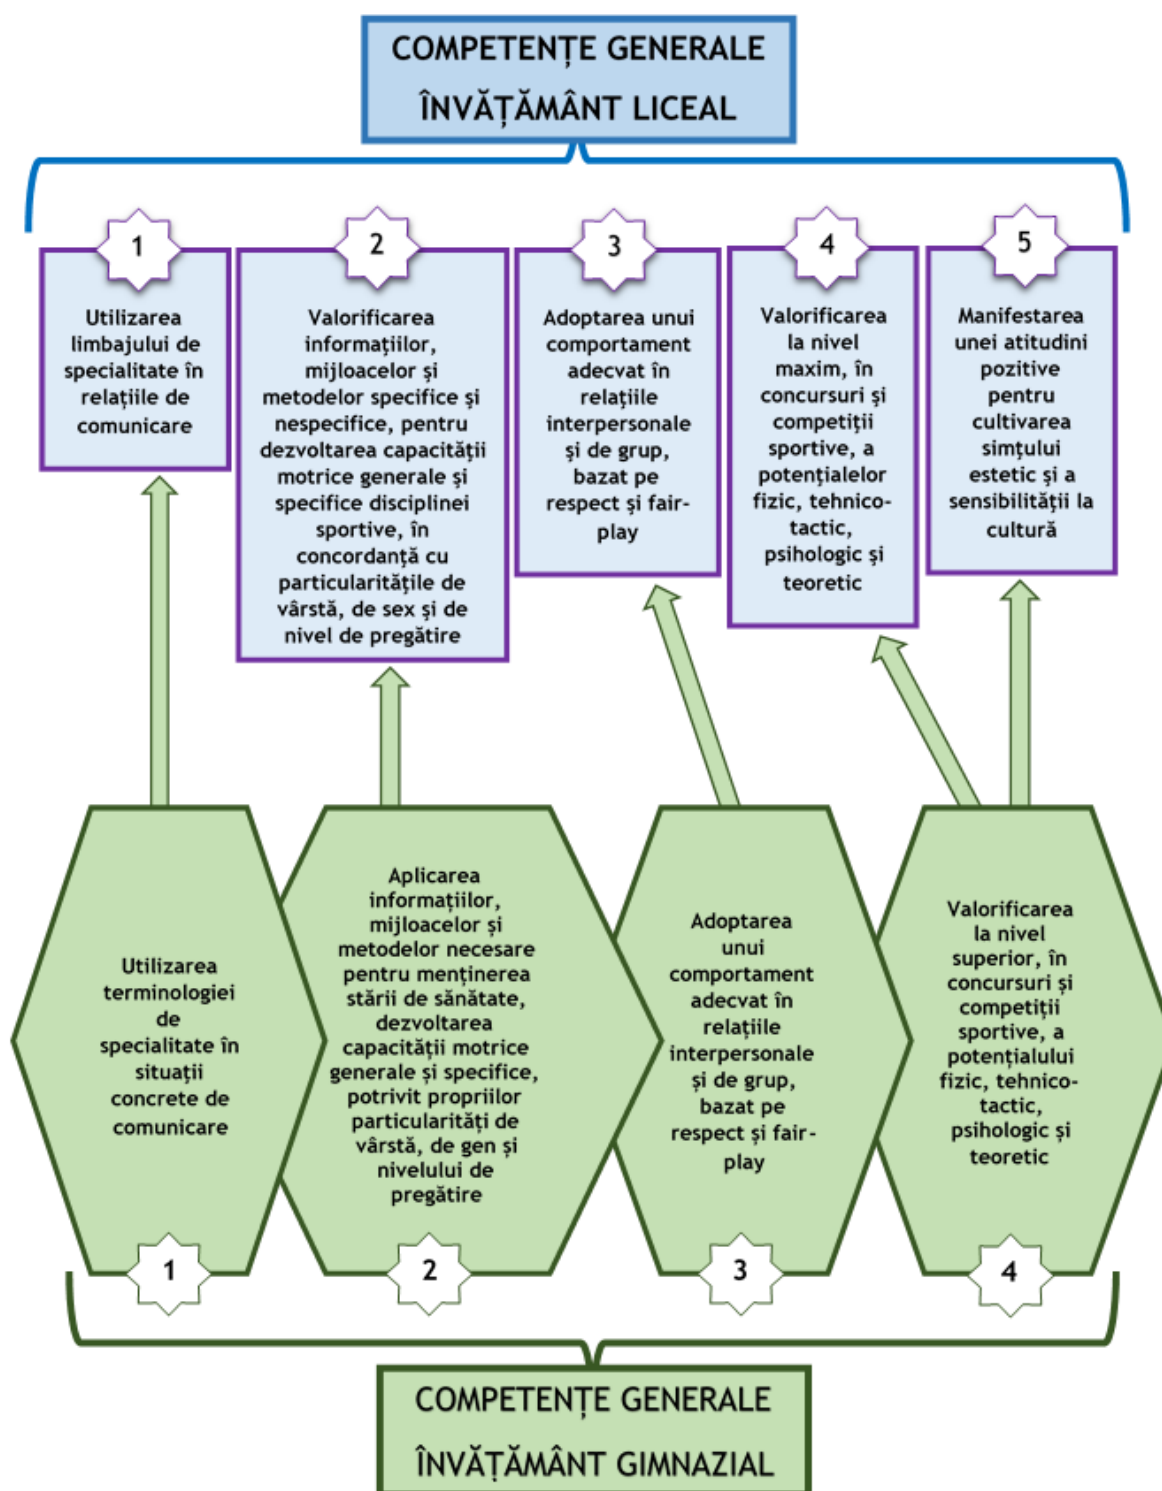 COMPETENȚE GENERALE
ÎNVĂȚĂMÂNT LICEAL
1
Utilizarea
limbajului de
specialitate în
relațiile de
comunicare
2
Valorificarea
informațiilor,
mijloacelor și
metodelor specifice și
nespecifice, pentru
dezvoltarea capacității
motrice generale și
specifice disciplinei
sportive, în
concordanță cu
particularitățile de
vârstă, de sex și de
nivel de pregătire
3
Adoptarea unui
comportament
adecvat în
relațiile
interpersonale
și de grup,
bazat pe
respect și fair-
play
4
Valorificarea
la nivel
maxim, în
concursuri și
competiții
sportive, a
potențialelor
fizic, tehnico-
tactic,
psihologic și
teoretic
5
Manifestarea
unei atitudini
pozitive
pentru
cultivarea
simțului
estetic și a
sensibilității la
cultură
Utilizarea
terminologiei
de
specialitate în
situații
concrete de
comunicare
1
Aplicarea
informațiilor,
mijloacelor și
metodelor necesare
pentru menținerea
stării de sănătate,
dezvoltarea
capacității motrice
generale și specifice,
potrivit propriilor
particularități de
vârstă, de gen și
nivelului de
pregătire
2
Adoptarea
unui
comportament
adecvat în
relațiile
interpersonale
și de grup,
bazat pe
respect și fair-
play
3
Valorificarea
la nivel
superior, în
concursuri și
competiții
sportive, a
potențialului
fizic, tehnico-
tactic,
psihologic și
teoretic
4
COMPETENȚE GENERALE
ÎNVĂȚĂMÂNT GIMNAZIAL